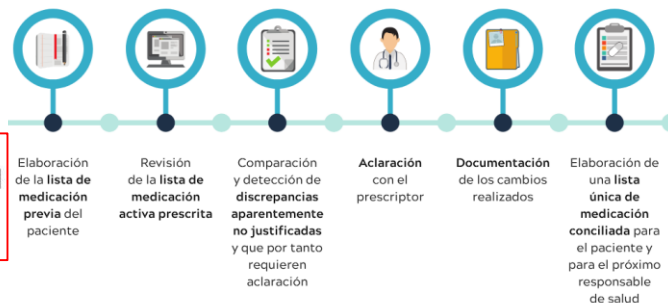 Elaboración
de la lista de
medicación
previa del
paciente
Revisión
de la lista de
medicación
activa prescrita
Comparación
y detección de
discrepancias
aparentemente
no justificadas
y que por tanto
requieren
aclaración
Aclaración
con el
prescriptor
Documentación
de los cambios
realizados
Elaboración de
una lista
única de
medicación
conciliada para
el paciente y
para el próximo
responsable
de salud